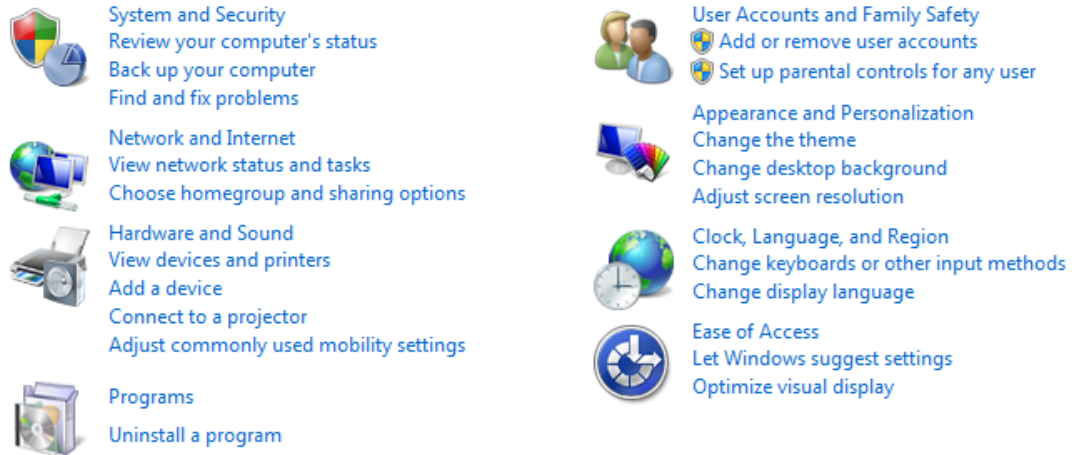 System and Security
Review your computer's status
Back up your computer
Find and fix problems
Network and Internet
View network status and tasks
Choose homegroup and sharing options
Hardware and Sound
View devices and printers
Add a device
Connect to a projector
Adjust commonly used mobility settings
Programs
Uninstall a program
User Accounts and Family Safety
Add or remove user accounts
Set up parental controls for any user
Appearance and Personalization
Change the theme
Change desktop background
Adjust screen resolution
Clock, Language, and Region
Change keyboards or other input methods
Change display language
Ease of Access
Let Windows suggest settings
Optimize visual display